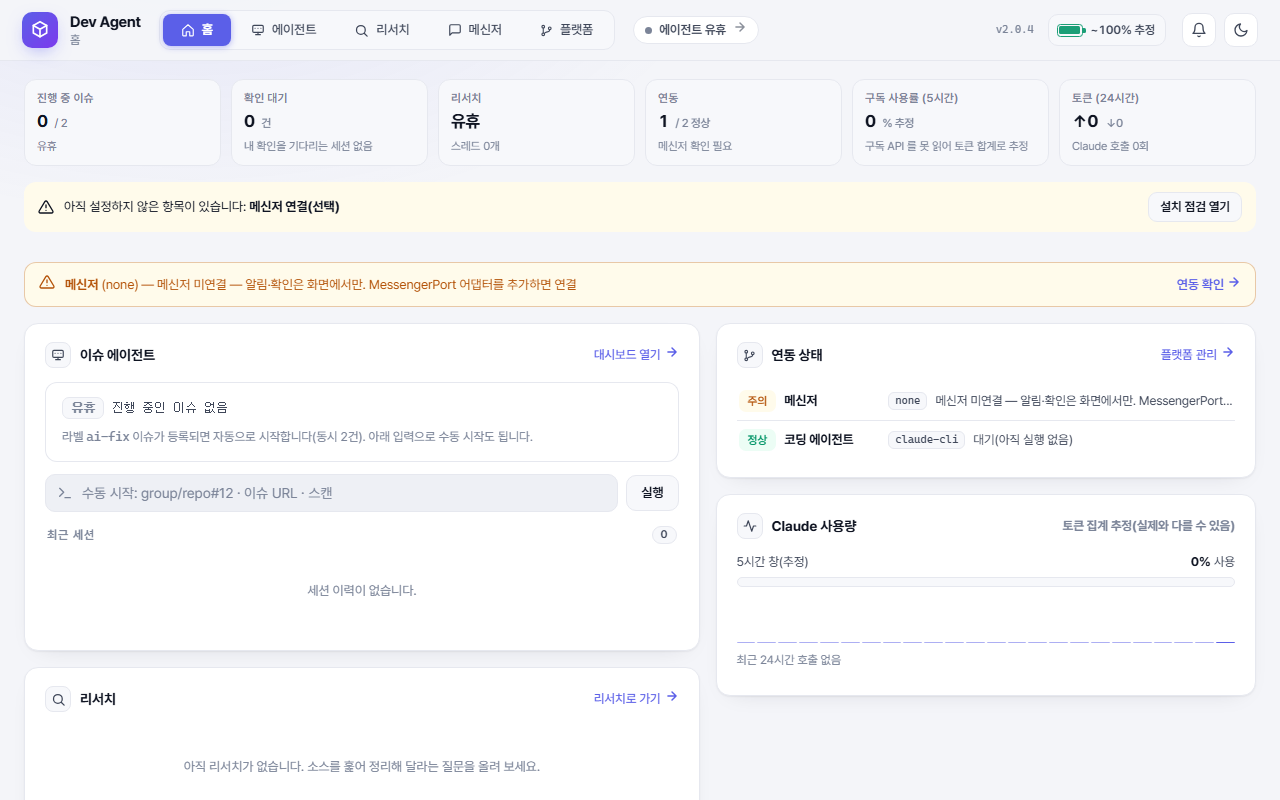 Dev Agent
홈
홈
에이전트
리서치
메신저
플랫폼
에이전트 유휴
v2.0.4
~100% 추정
진행 중 이슈
0 / 2
유휴
확인 대기
0 건
내 확인을 기다리는 세션 없음
리서치
유휴
스레드 0개
연동
1 / 2 정상
메신저 확인 필요
구독 사용률 (5시간)
0 % 추정
구독 API 를 못 읽어 토큰 합계로 추정
토큰 (24시간)
↑0 ↓0
Claude 호출 0회
아직 설정하지 않은 항목이 있습니다: 메신저 연결(선택)
설치 점검 열기
메신저 (none) — 메신저 미연결 — 알림·확인은 화면에서만. MessengerPort 어댑터를 추가하면 연결
연동 확인
이슈 에이전트
대시보드 열기
유휴 진행 중인 이슈 없음
라벨 ai-fix 이슈가 등록되면 자동으로 시작합니다(동시 2건). 아래 입력으로 수동 시작도 됩니다.
수동 시작: group/repo#12 · 이슈 URL · 스캔
실행
최근 세션
0
세션 이력이 없습니다.
리서치
리서치로 가기
아직 리서치가 없습니다. 소스를 훑어 정리해 달라는 질문을 올려 보세요.
연동 상태
플랫폼 관리
주의 메신저 none 메신저 미연결 — 알림·확인은 화면에서만. MessengerPort…
정상 코딩 에이전트 claude-cli 대기(아직 실행 없음)
Claude 사용량
토큰 집계 추정(실제와 다를 수 있음)
5시간 창(추정)
0% 사용
최근 24시간 호출 없음